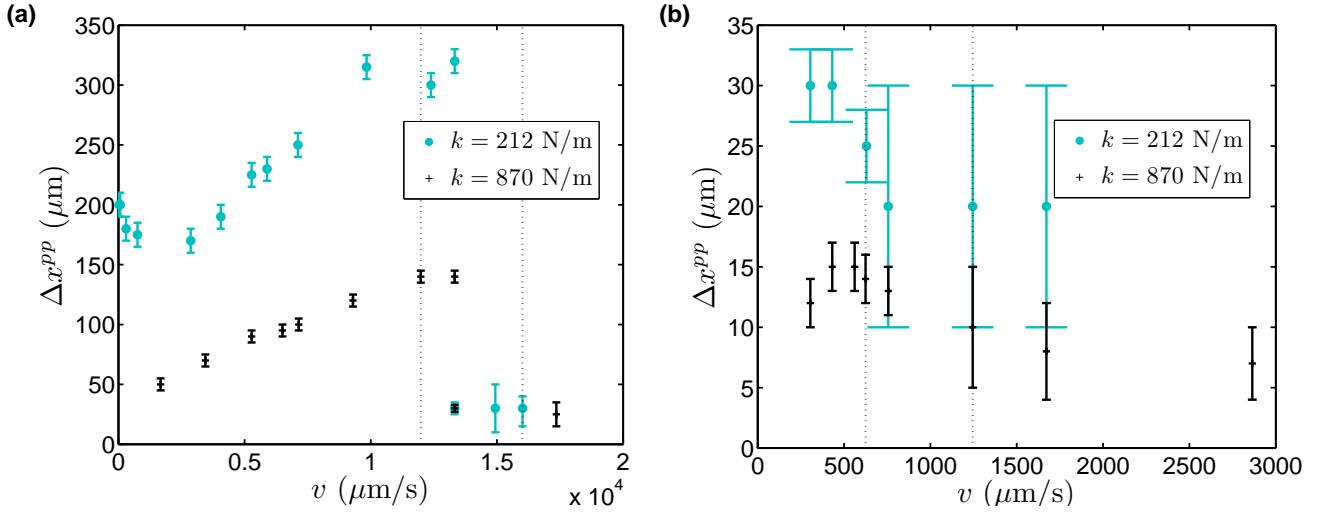 (a)
350
300
250
200
150
100
50
0
Δx^{pp} (μm)
k = 212 N/m
k = 870 N/m
0
0.5
1
1.5
2
v (μm/s)
x 10^4
(b)
35
30
25
20
15
10
5
0
Δx^{pp} (μm)
k = 212 N/m
k = 870 N/m
0
500
1000
1500
2000
2500
3000
v (μm/s)